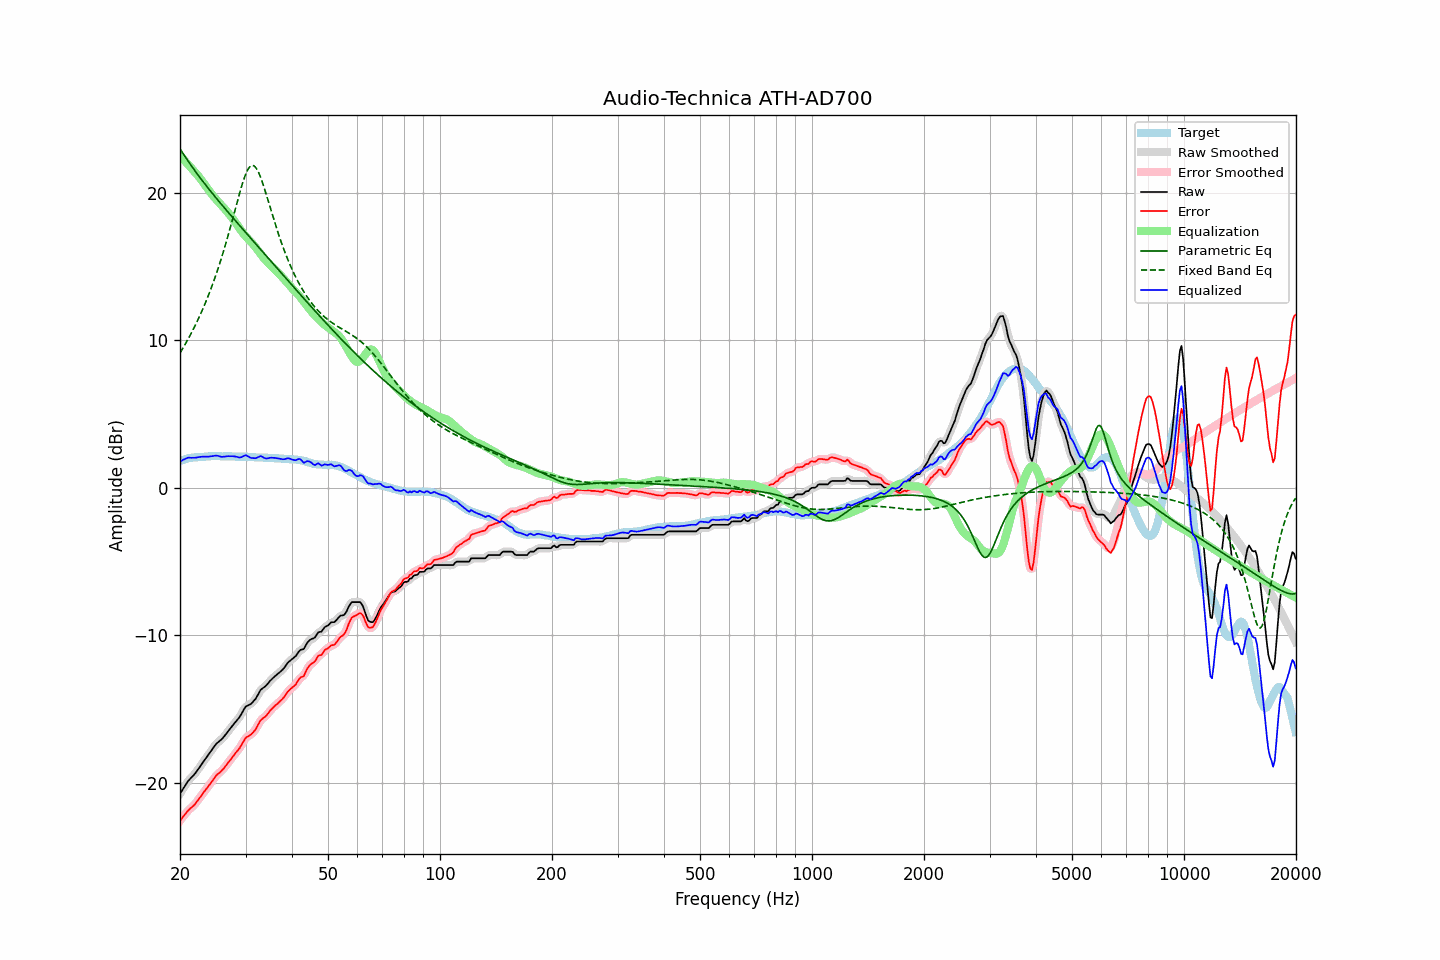 Audio-Technica ATH-AD700
Target
Raw Smoothed
Error Smoothed
Raw
Error
Equalization
Parametric Eq
Fixed Band Eq
Equalized
Amplitude (dBr)
20
10
0
−10
−20
20 50 100 200 500 1000 2000 5000 10000 20000
Frequency (Hz)